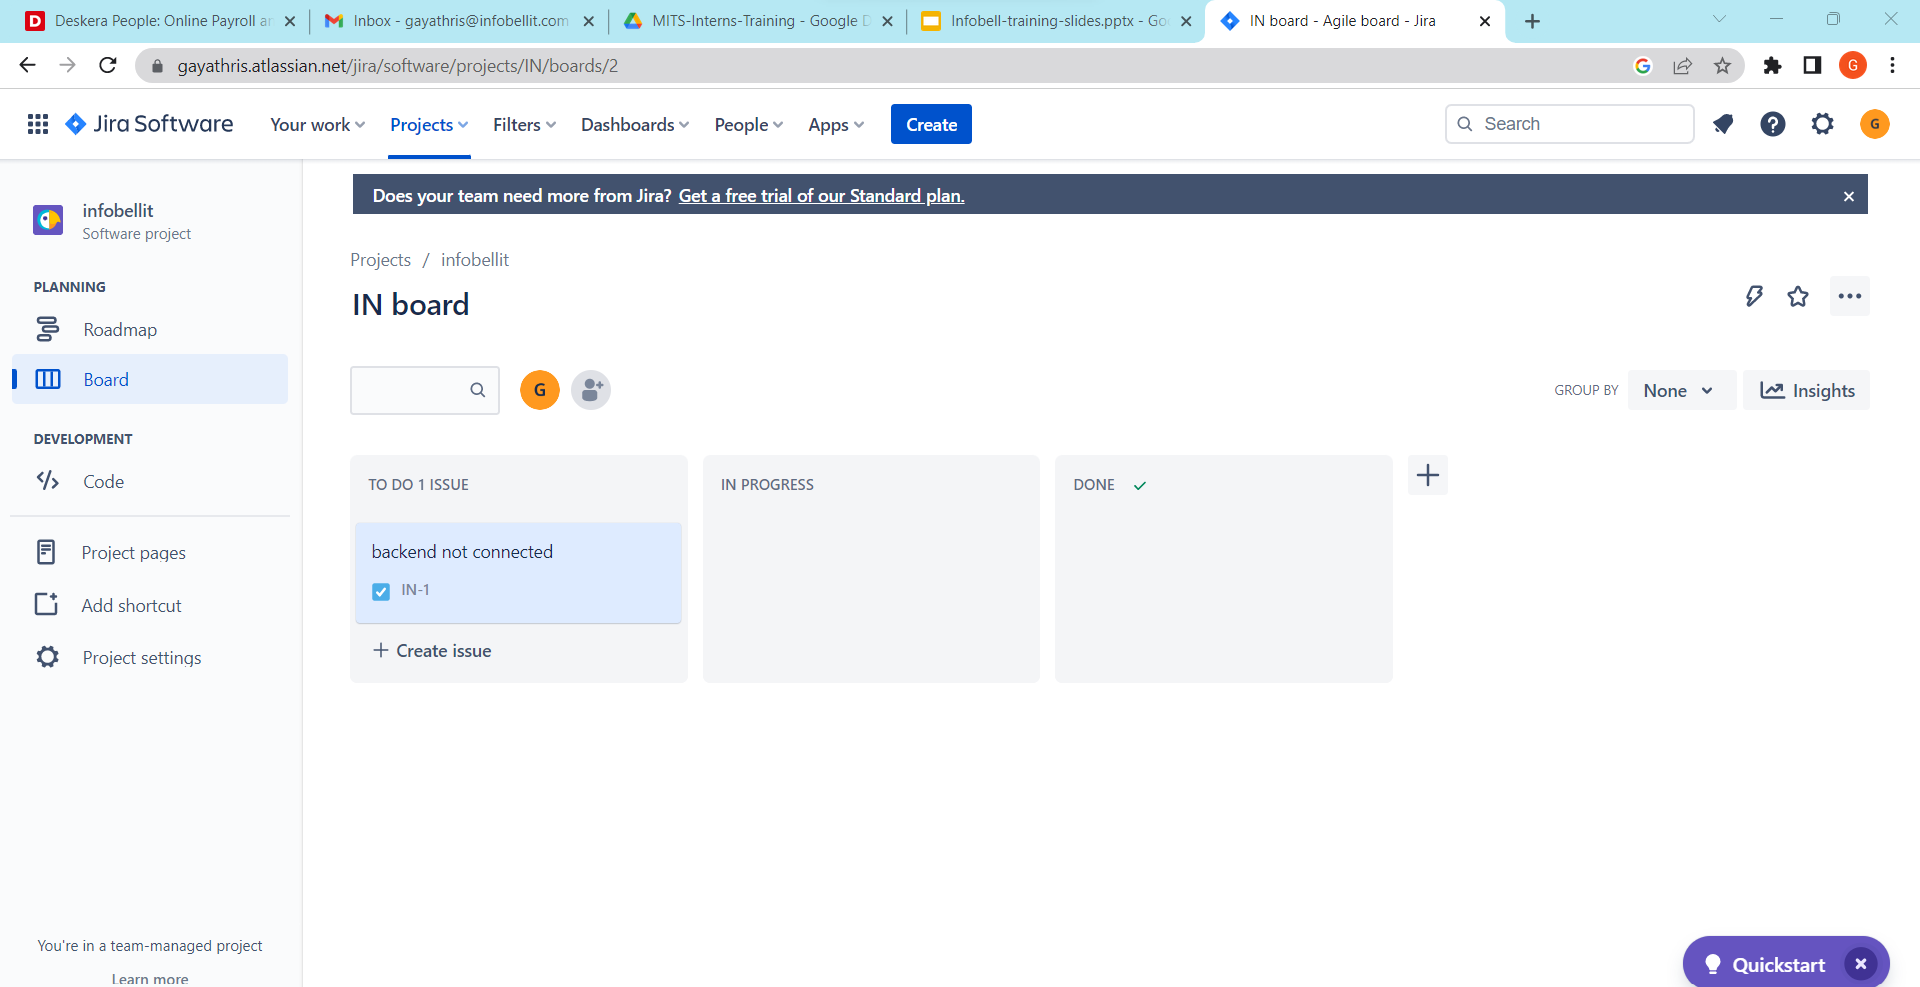 Deskera People: Online Payroll an
Inbox - gayathris@infobellit.com
MITS-Interns-Training - Google D
Infobell-training-slides.pptx - Goo
IN board - Agile board - Jira
gayathris.atlassian.net/jira/software/projects/IN/boards/2
G
Jira Software
Your work
Projects
Filters
Dashboards
People
Apps
Create
Search
G
infobellit
Software project
Does your team need more from Jira? Get a free trial of our Standard plan.
Projects / infobellit
IN board
PLANNING
Roadmap
Board
G
GROUP BY
None
Insights
DEVELOPMENT
Code
TO DO 1 ISSUE
IN PROGRESS
DONE
backend not connected
IN-1
Create issue
Project pages
Add shortcut
Project settings
You're in a team-managed project
Learn more
Quickstart